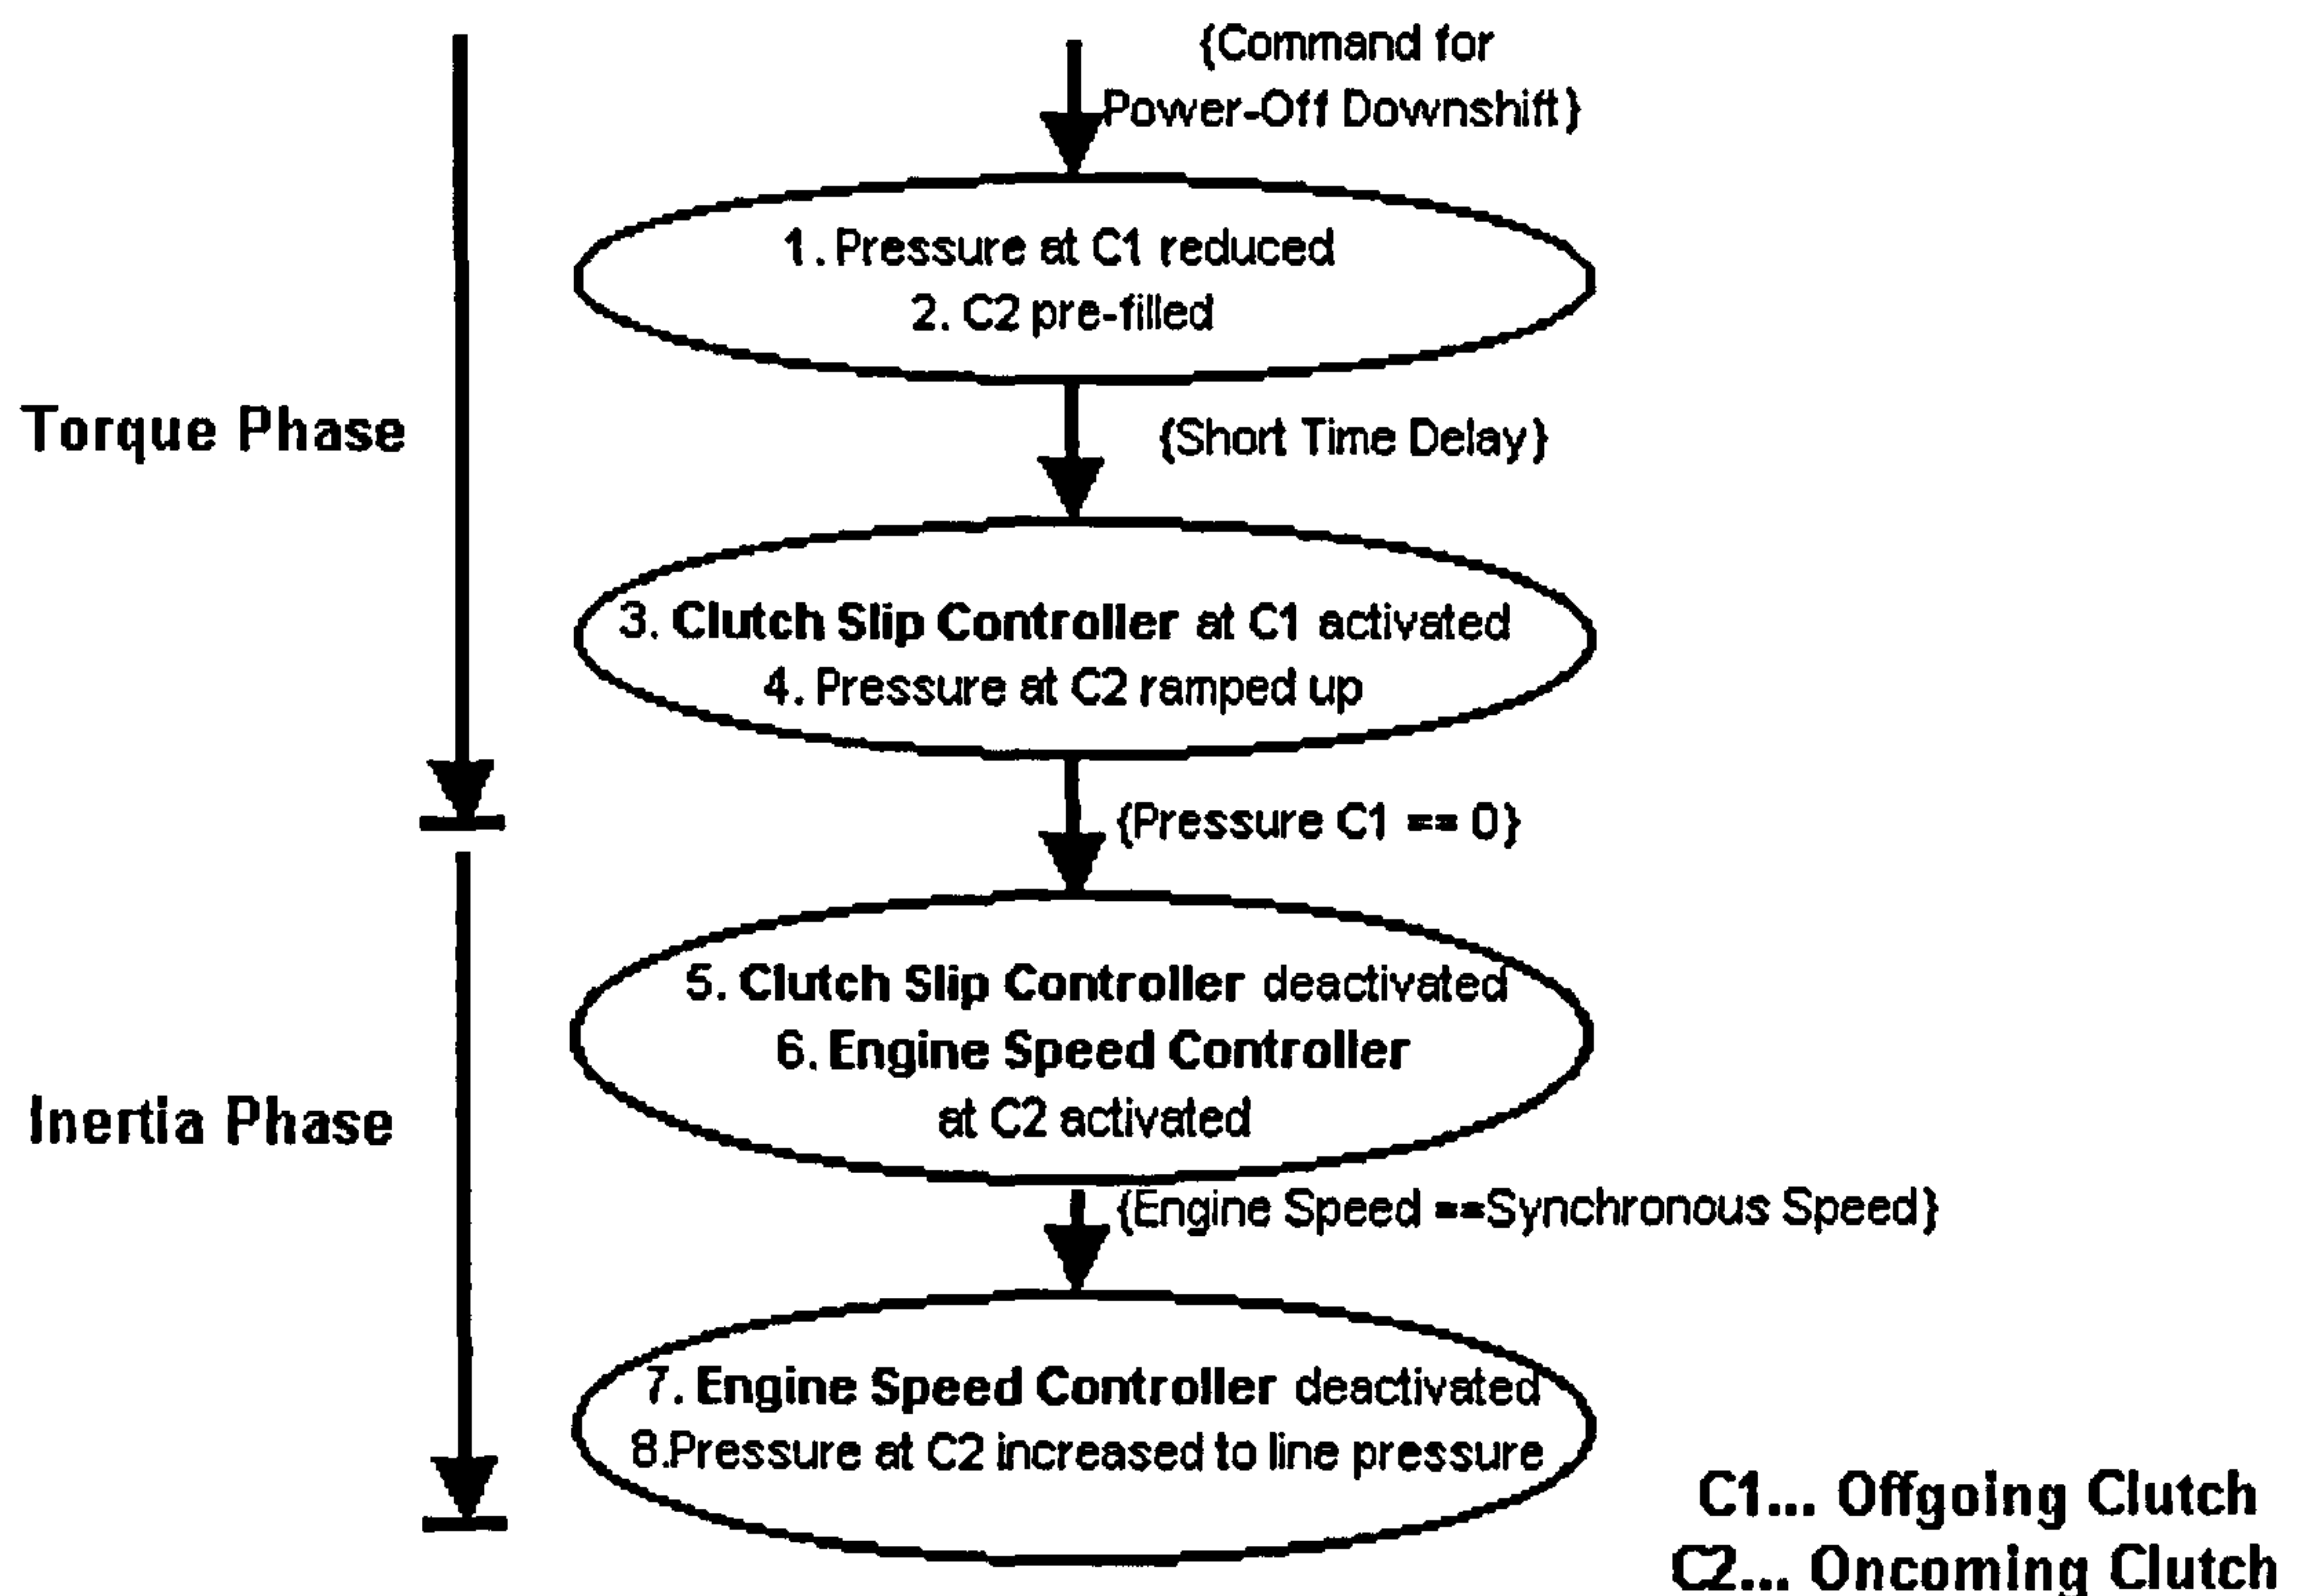 {Command for
Power-Off Downshift}
1. Pressure at C1 reduced
2. C2 pre-filled
Torque Phase
{Short Time Delay}
3. Clutch Slip Controller at C1 activated
4. Pressure at C2 ramped up
{Pressure C1 == 0}
5. Clutch Slip Controller deactivated
6. Engine Speed Controller
at C2 activated
Inertia Phase
{Engine Speed ==Synchronous Speed}
7. Engine Speed Controller deactivated
8.Pressure at C2 increased to line pressure
C1... Offgoing Clutch
C2... Oncoming Clutch